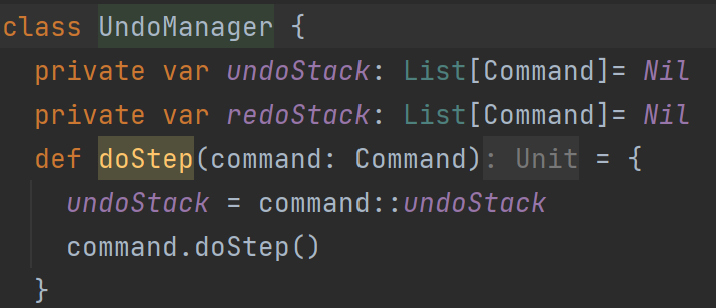 class UndoManager {
  private var undoStack: List[Command]= Nil
  private var redoStack: List[Command]= Nil
  def doStep(command: Command): Unit = {
    undoStack = command::undoStack
    command.doStep()
  }